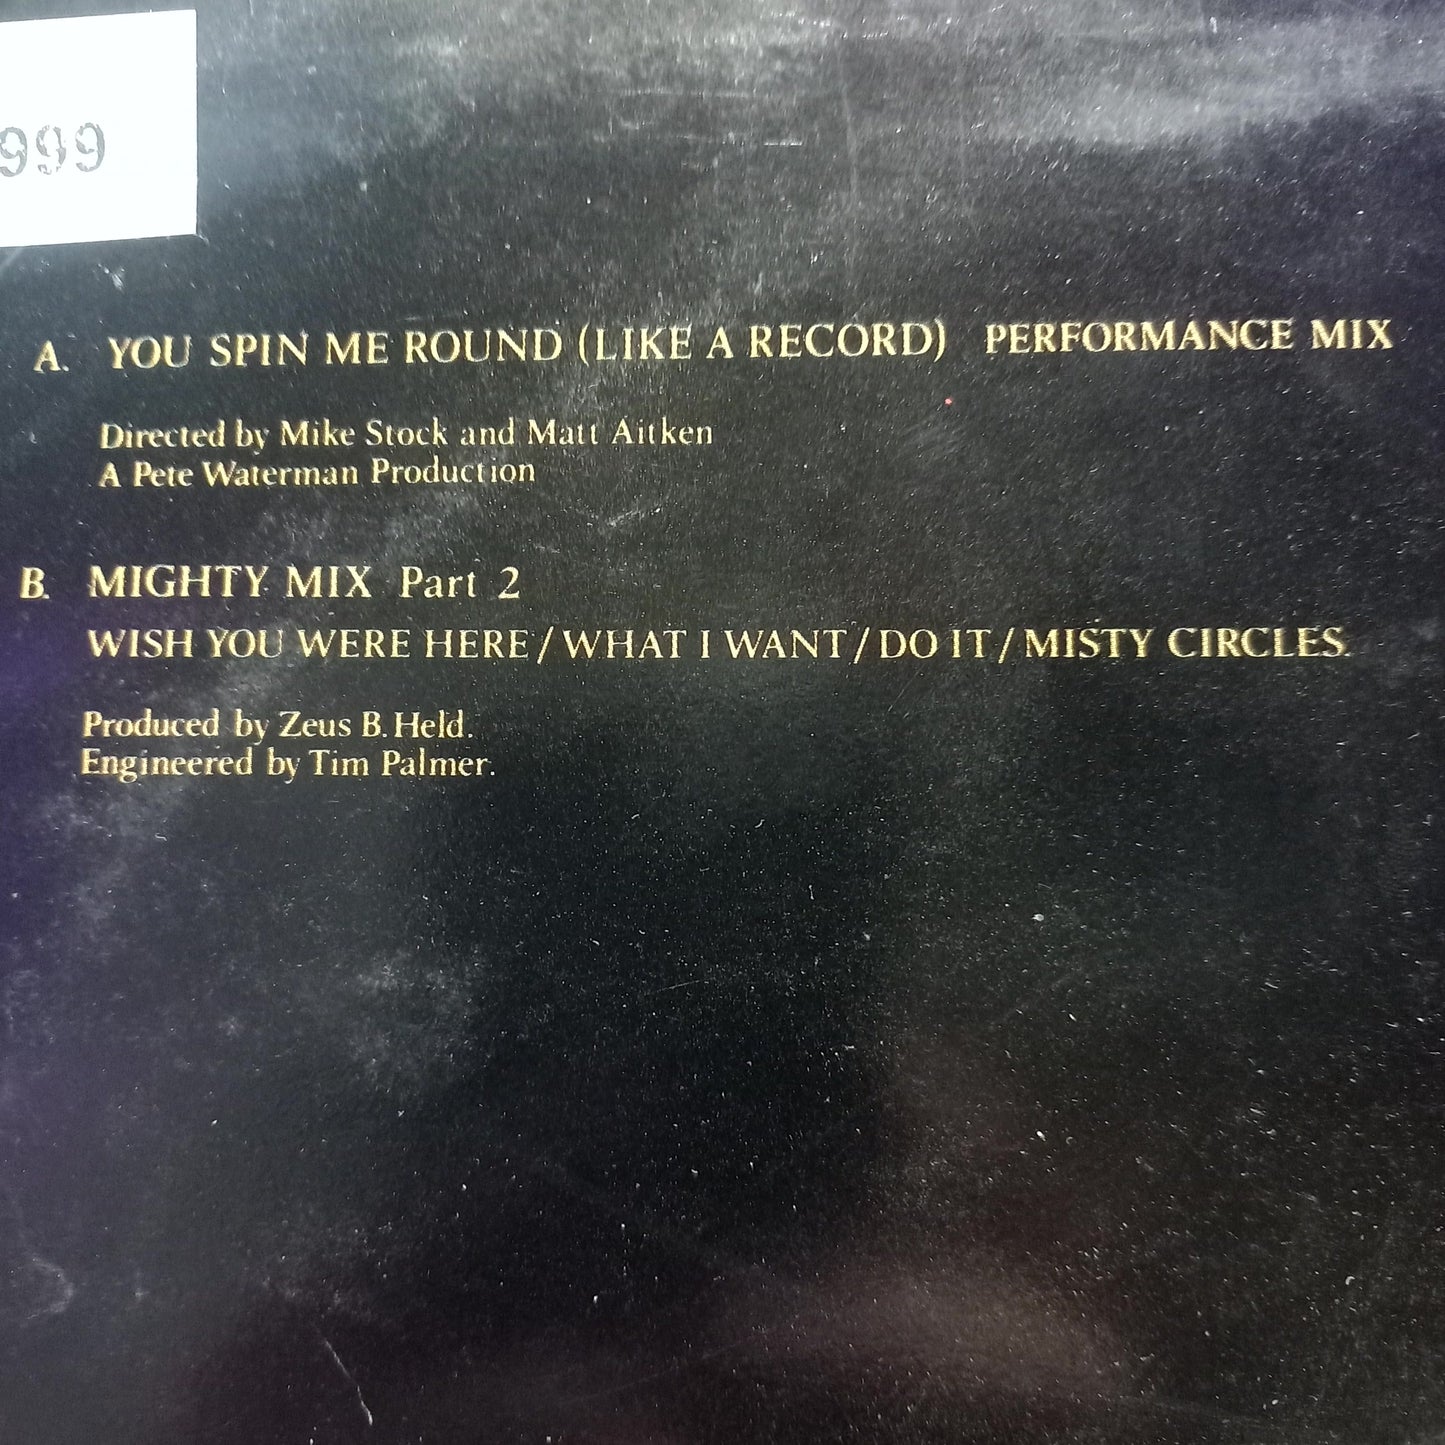 999
A. YOU SPIN ME ROUND (LIKE A RECORD) PERFORMANCE MIX
Directed by Mike Stock and Matt Aitken
A Pete Waterman Production
B. MIGHTY MIX Part 2
WISH YOU WERE HERE/WHAT I WANT/DO IT/MISTY CIRCLES.
Produced by Zeus B. Held.
Engineered by Tim Palmer.